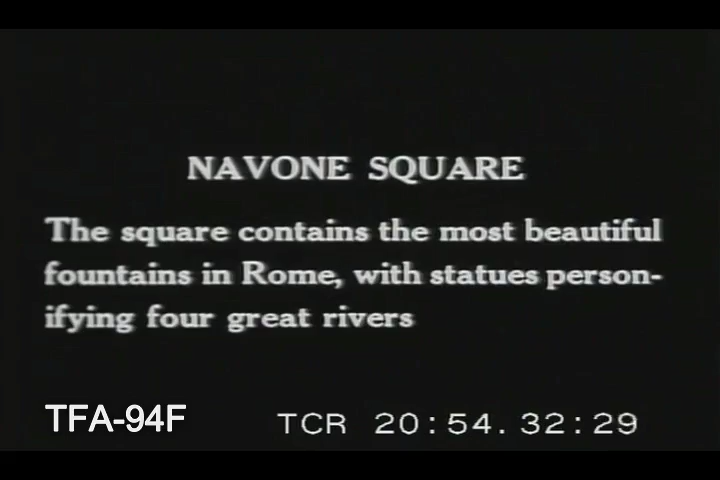 NAVONE SQUARE
The square contains the most beautiful
fountains in Rome, with statues person-
ifying four great rivers
TFA-94F
TCR 20:54.32:29